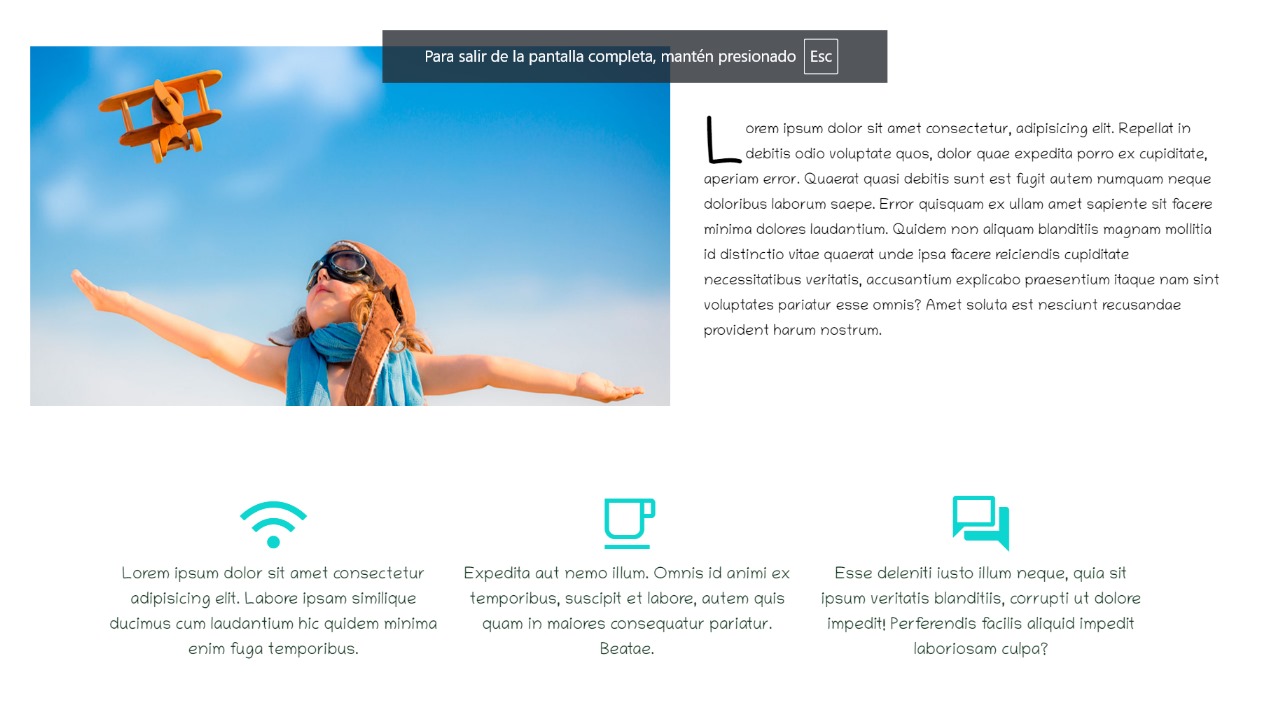 Para salir de la pantalla completa, mantén presionado Esc
Lorem ipsum dolor sit amet consectetur, adipisicing elit. Repellat in
debitis odio voluptate quos, dolor quae expedita porro ex cupiditate,
aperiam error. Quaerat quasi debitis sunt est fugit autem numquam neque
doloribus laborum saepe. Error quisquam ex ullam amet sapiente sit facere
minima dolores laudantium. Quidem non aliquam blanditiis magnam mollitia
id distinctio vitae quaerat unde ipsa facere reiciendis cupiditate
necessitatibus veritatis, accusantium explicabo praesentium itaque nam sint
voluptates pariatur esse omnis? Amet soluta est nesciunt recusandae
provident harum nostrum.
Lorem ipsum dolor sit amet consectetur
adipisicing elit. Labore ipsam similique
ducimus cum laudantium hic quidem minima
enim fuga temporibus.
Expedita aut nemo illum. Omnis id animi ex
temporibus, suscipit et labore, autem quis
quam in maiores consequatur pariatur.
Beatae.
Esse deleniti iusto illum neque, quia sit
ipsum veritatis blanditiis, corrupti ut dolore
impedit! Perferendis facilis aliquid impedit
laboriosam culpa?